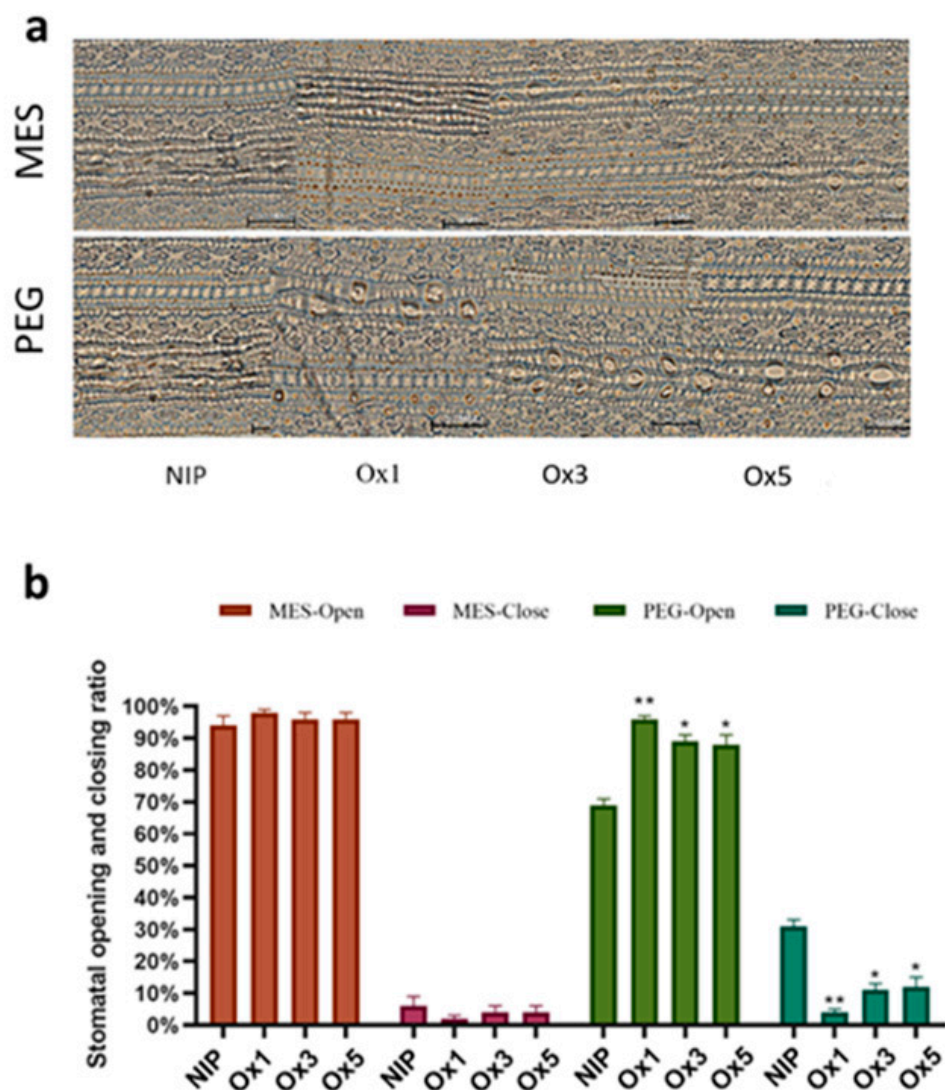 a
MES
PEG
NIP Ox1 Ox3 Ox5
b
MES-Open MES-Close PEG-Open PEG-Close
Stomatal opening and closing ratio
100%
90%
80%
70%
60%
50%
40%
30%
20%
10%
0%
** * *
** * *
NIP Ox1 Ox3 Ox5 NIP Ox1 Ox3 Ox5 NIP Ox1 Ox3 Ox5 NIP Ox1 Ox3 Ox5